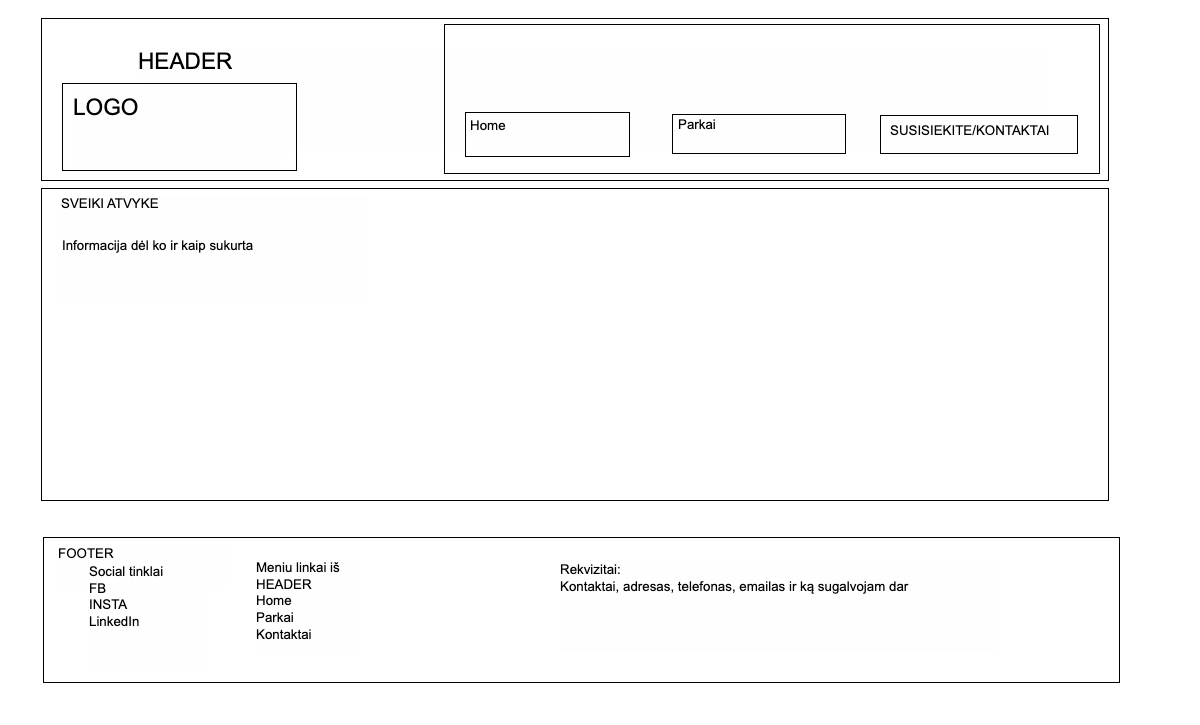 HEADER
LOGO
Home
Parkai
SUSISIEKITE/KONTAKTAI
SVEIKI ATVYKE
Informacija dėl ko ir kaip sukurta
FOOTER
Social tinklai
FB
INSTA
LinkedIn
Meniu linkai iš
HEADER
Home
Parkai
Kontaktai
Rekvizitai:
Kontaktai, adresas, telefonas, emailas ir ką sugalvojam dar